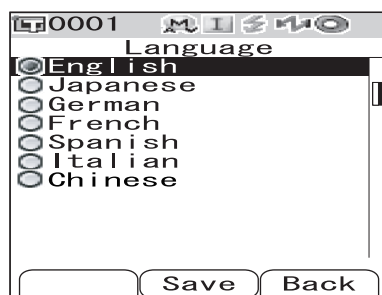 0001 M I
Language
English
Japanese
German
French
Spanish
Italian
Chinese
Save Back